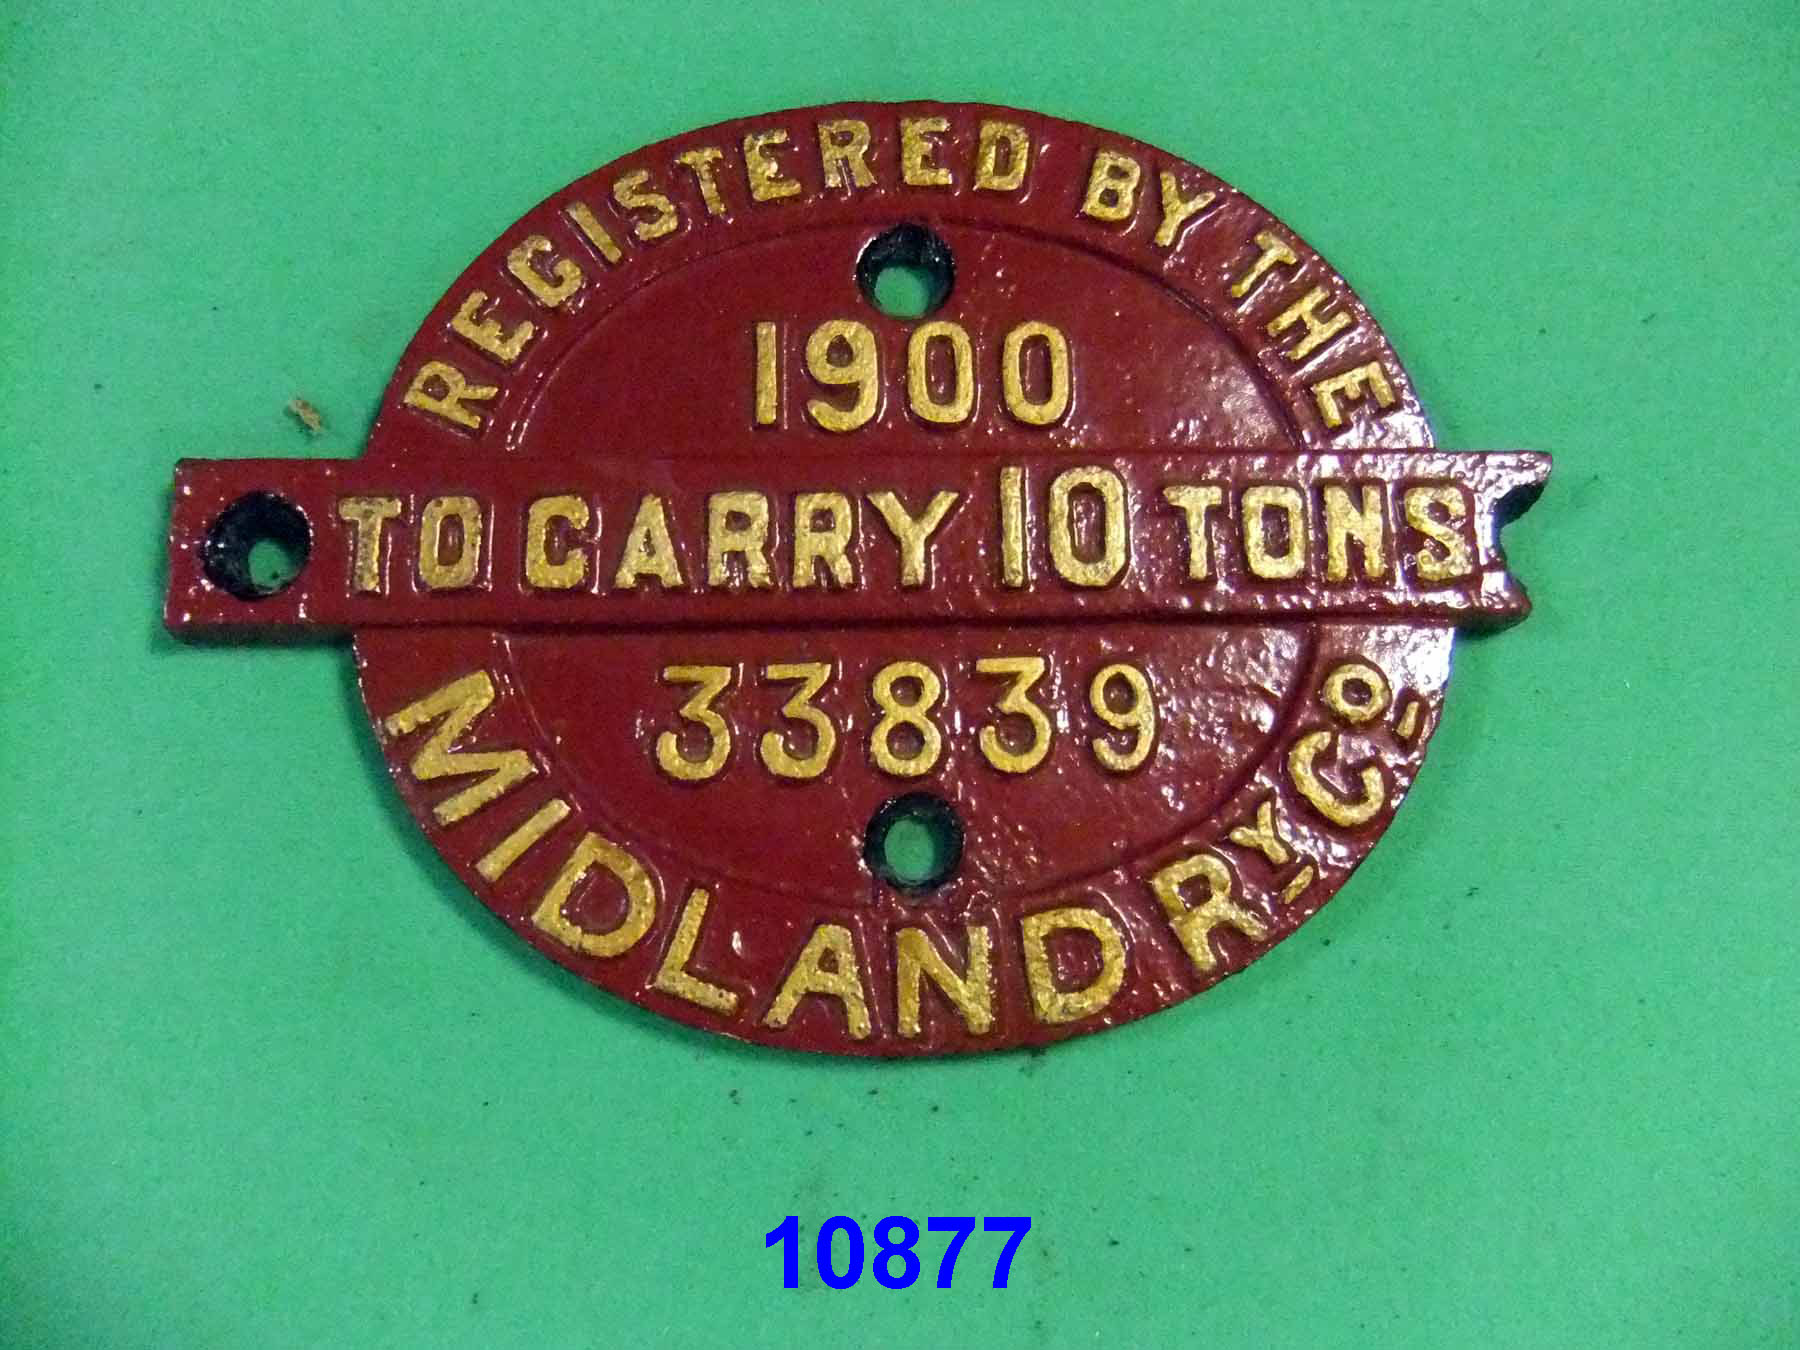 REGISTERED BY THE
1900
TO CARRY 10 TONS
33839
MIDLAND RY CO
10877